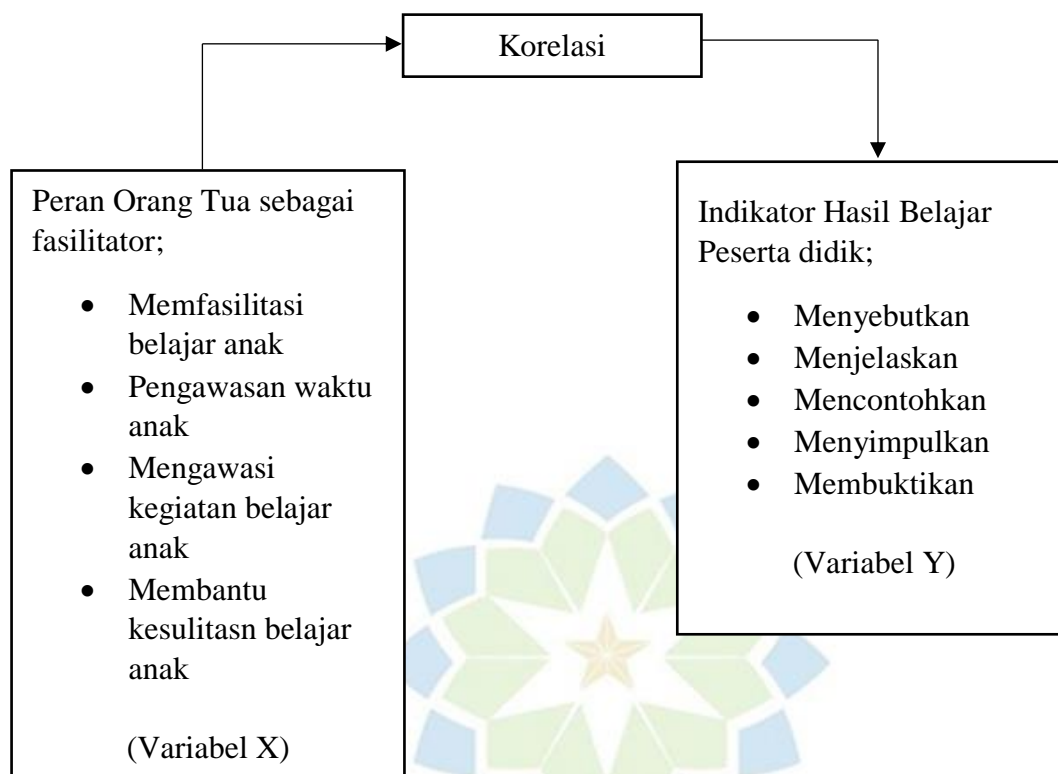 Korelasi
Peran Orang Tua sebagai
fasilitator;
• Memfasilitasi
belajar anak
• Pengawasan waktu
anak
• Mengawasi
kegiatan belajar
anak
• Membantu
kesulitasn belajar
anak
(Variabel X)
Indikator Hasil Belajar
Peserta didik;
• Menyebutkan
• Menjelaskan
• Mencontohkan
• Menyimpulkan
• Membuktikan
(Variabel Y)